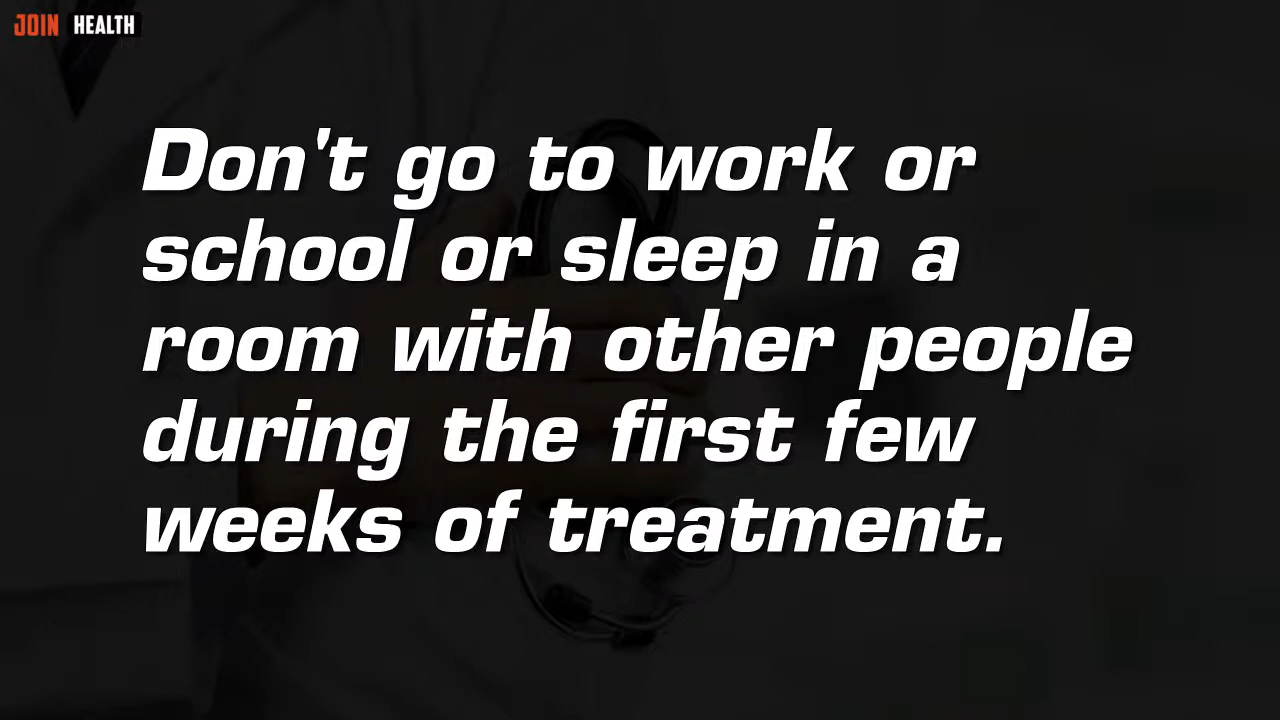 JOIN HEALTH
Don't go to work or
school or sleep in a
room with other people
during the first few
weeks of treatment.